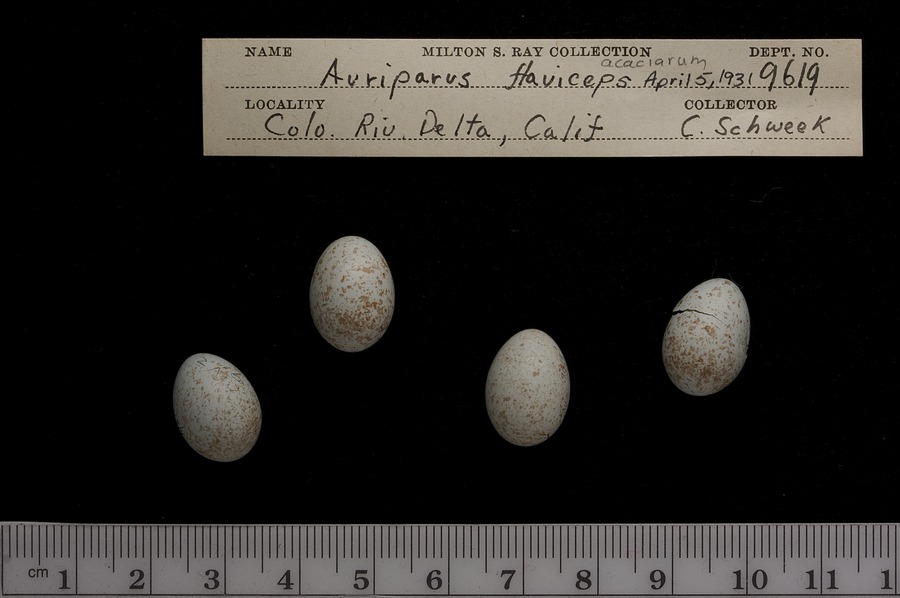 NAME MILTON S. RAY COLLECTION DEPT. NO.
acaciarum
Auriparus flaviceps April 5, 1931 9619
LOCALITY COLLECTOR
Colo. Riv. Delta, Calif C. Schweek
cm 1 2 3 4 5 6 7 8 9 10 11 1